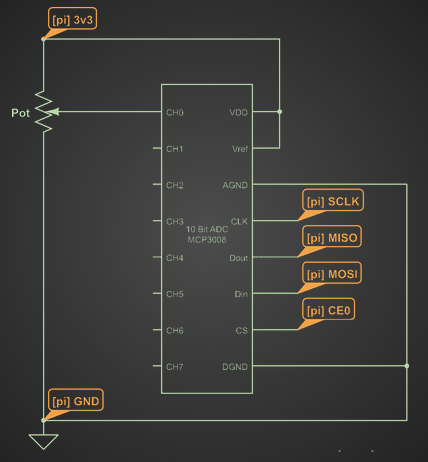 [pi] 3v3
Pot
CH0
VDD
CH1
Vref
CH2
AGND
CH3
CLK
[pi] SCLK
10 Bit ADC
MCP3008
CH4
Dout
[pi] MISO
CH5
Din
[pi] MOSI
CH6
CS
[pi] CE0
CH7
DGND
[pi] GND